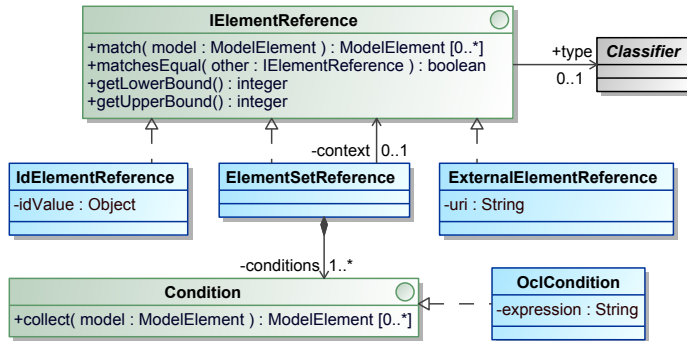 IElementReference
+match( model : ModelElement ) : ModelElement [0..*]
+matchesEqual( other : IElementReference ) : boolean
+getLowerBound() : integer
+getUpperBound() : integer
+type
0..1
Classifier
-context
0..1
IdElementReference
-idValue : Object
ElementSetReference
ExternalElementReference
-uri : String
-conditions
1..*
Condition
+collect( model : ModelElement ) : ModelElement [0..*]
OclCondition
-expression : String